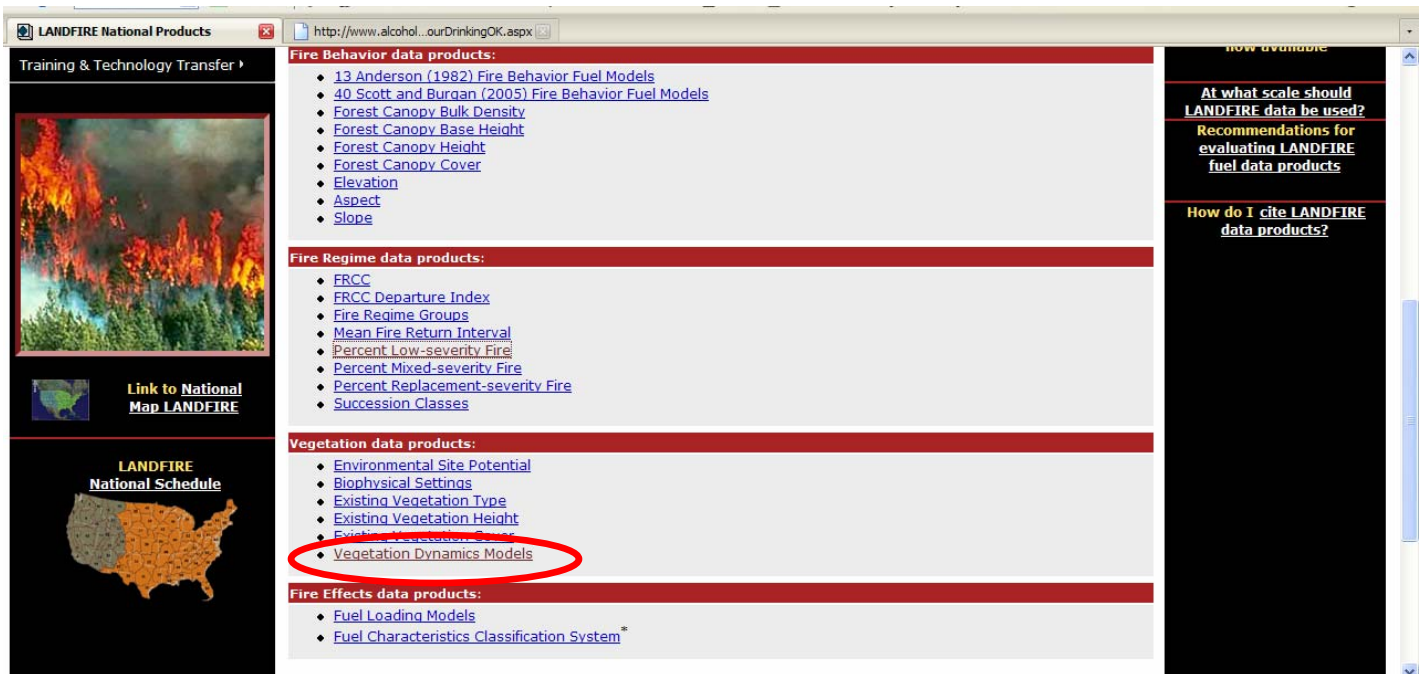 LANDFIRE National Products
http://www.alcohol...ourDrinkingOK.aspx
Training & Technology Transfer
Link to National
Map LANDFIRE
LANDFIRE
National Schedule
Fire Behavior data products:
13 Anderson (1982) Fire Behavior Fuel Models
40 Scott and Burgan (2005) Fire Behavior Fuel Models
Forest Canopy Bulk Density
Forest Canopy Base Height
Forest Canopy Height
Forest Canopy Cover
Elevation
Aspect
Slope
Fire Regime data products:
FRCC
FRCC Departure Index
Fire Regime Groups
Mean Fire Return Interval
Percent Low-severity Fire
Percent Mixed-severity Fire
Percent Replacement-severity Fire
Succession Classes
Vegetation data products:
Environmental Site Potential
Biophysical Settings
Existing Vegetation Type
Existing Vegetation Height
Existing Vegetation Cover
Vegetation Dynamics Models
Fire Effects data products:
Fuel Loading Models
Fuel Characteristics Classification System*
now available
At what scale should
LANDFIRE data be used?
Recommendations for
evaluating LANDFIRE
fuel data products
How do I cite LANDFIRE
data products?